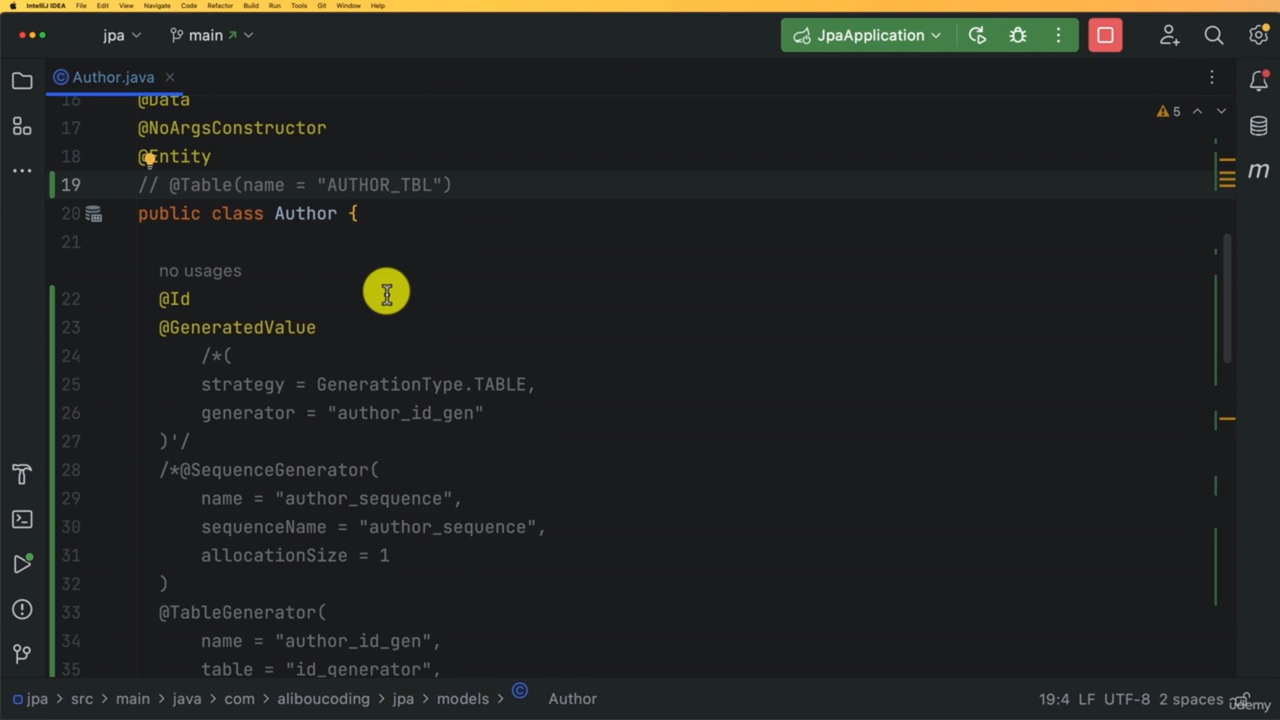 IntelliJ IDEA File Edit View Navigate Code Refactor Build Run Tools Git Window Help
jpa main JpaApplication
Author.java
16 @Data
5
17 @NoArgsConstructor
18 @Entity
19 // @Table(name = "AUTHOR_TBL")
20 public class Author {
21
no usages
22 @Id
23 @GeneratedValue
24 /*(
25 strategy = GenerationType.TABLE,
26 generator = "author_id_gen"
27 )'/
28 /*@SequenceGenerator(
29 name = "author_sequence",
30 sequenceName = "author_sequence",
31 allocationSize = 1
32 )
33 @TableGenerator(
34 name = "author_id_gen",
35 table = "id_generator",
jpa > src > main > java > com > aliboucoding > jpa > models > Author 19:4 LF UTF-8 2 spaces
udemy